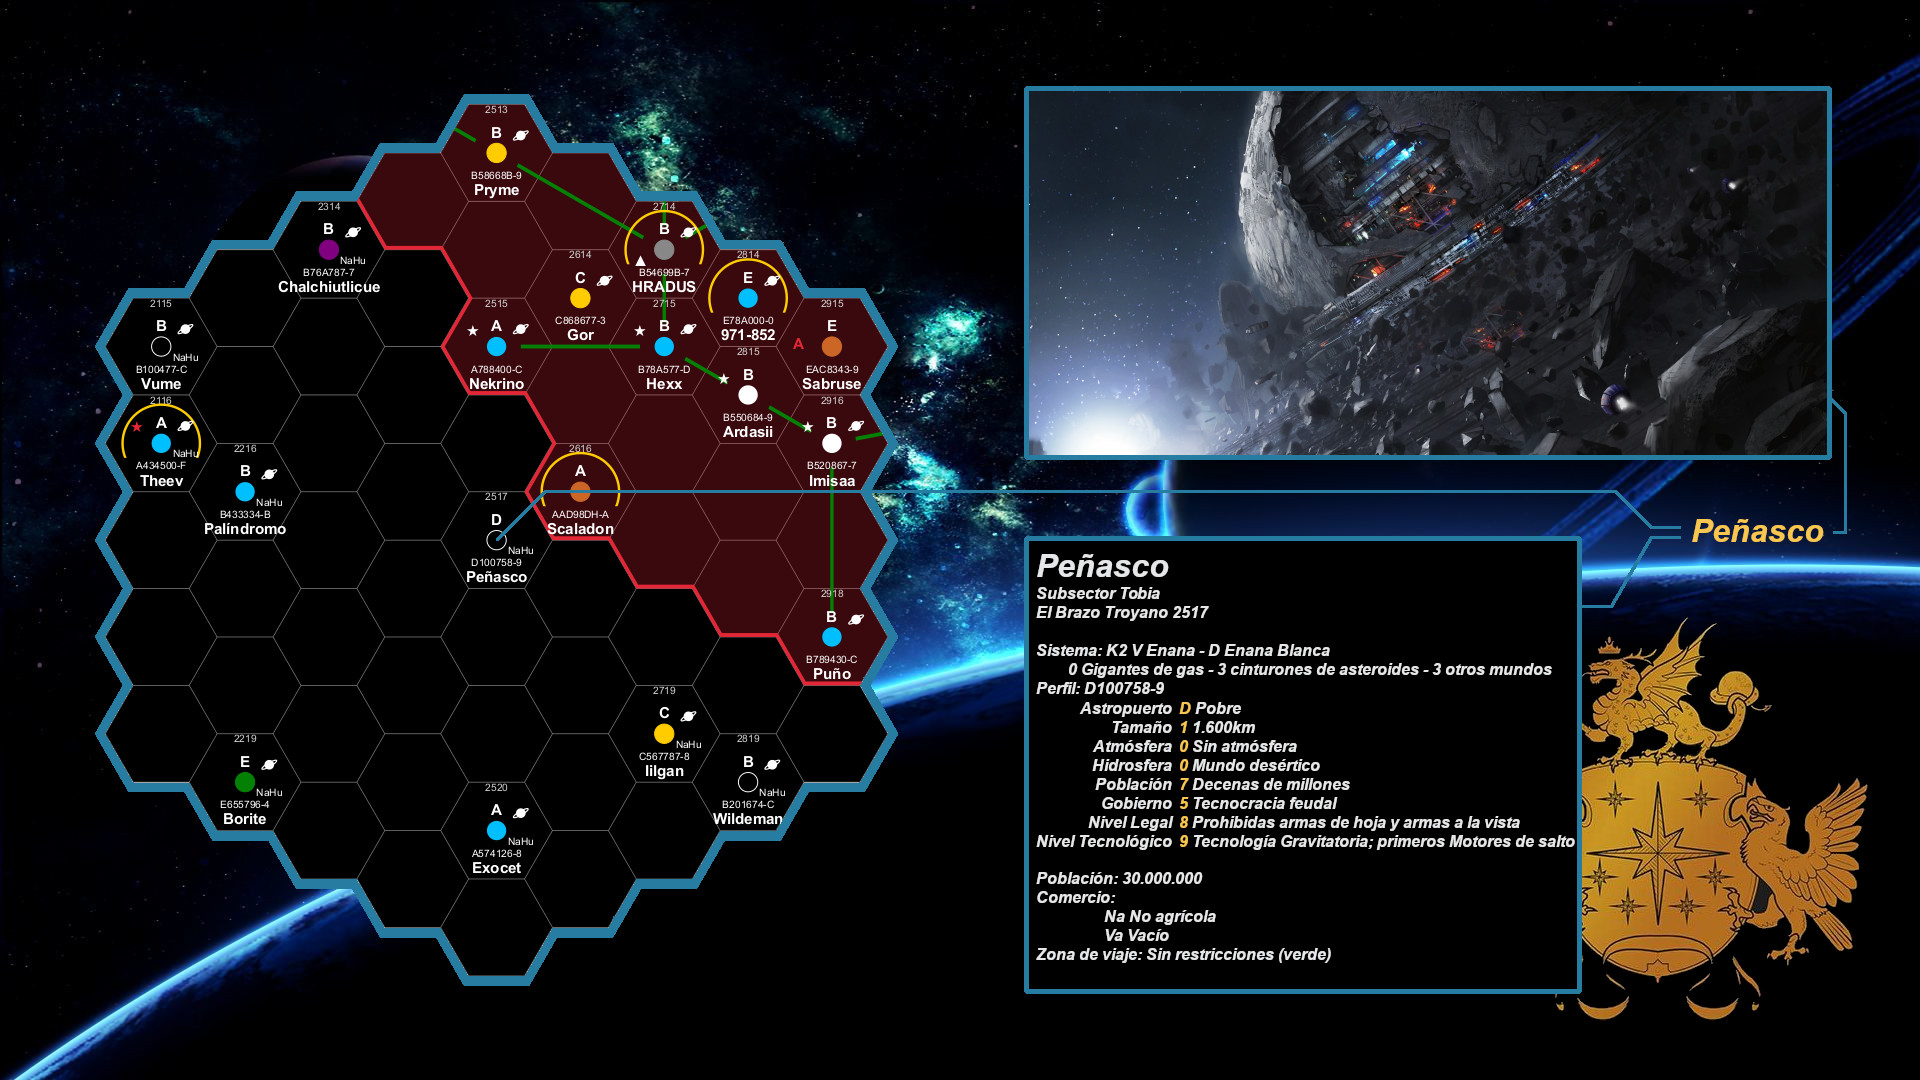 2513
B
B58668B-9
Pryme
2314
B
NaHu
B76A787-7
Chalchiutlicue
2714
B
B54699B-7
HRADUS
2614
C
C868677-3
Gor
2814
E
E78A000-0
971-852
2115
B
NaHu
B100477-C
Vume
2515
A
A788400-C
Nekrino
2715
B
B78A577-D
Hexx
2915
E
A
EAC8343-9
Sabruse
2815
B
B550684-9
Ardasii
2116
A
NaHu
A434500-F
Theev
2916
B
B520867-7
Imisaa
2216
B
NaHu
B433334-B
Palíndromo
2616
A
AAD98DH-A
Scaladon
2517
D
NaHu
D100758-9
Peñasco
2918
B
B789430-C
Puño
2719
C
NaHu
C567787-8
Iilgan
2219
E
NaHu
E655796-4
Borite
2819
B
NaHu
B201674-C
Wildeman
2520
A
NaHu
A574126-8
Exocet
Peñasco
Peñasco
Subsector Tobia
El Brazo Troyano 2517
Sistema: K2 V Enana - D Enana Blanca
0 Gigantes de gas - 3 cinturones de asteroides - 3 otros mundos
Perfil: D100758-9
Astropuerto D Pobre
Tamaño 1 1.600km
Atmósfera 0 Sin atmósfera
Hidrosfera 0 Mundo desértico
Población 7 Decenas de millones
Gobierno 5 Tecnocracia feudal
Nivel Legal 8 Prohibidas armas de hoja y armas a la vista
Nivel Tecnológico 9 Tecnología Gravitatoria; primeros Motores de salto
Población: 30.000.000
Comercio:
Na No agrícola
Va Vacío
Zona de viaje: Sin restricciones (verde)